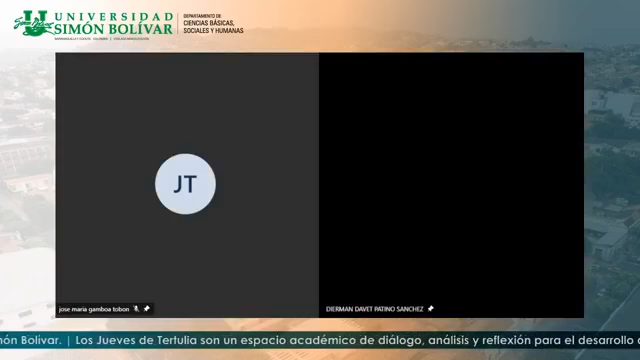 UNIVERSIDAD
SIMÓN BOLÍVAR
DEPARTAMENTO DE
CIENCIAS BÁSICAS,
SOCIALES Y HUMANAS
JT
jose maria gamboa tobon
DIERMAN DAVET PATIÑO SANCHEZ
món Bolívar. | Los Jueves de Tertulia son un espacio académico de diálogo, análisis y reflexión para el desarrollo